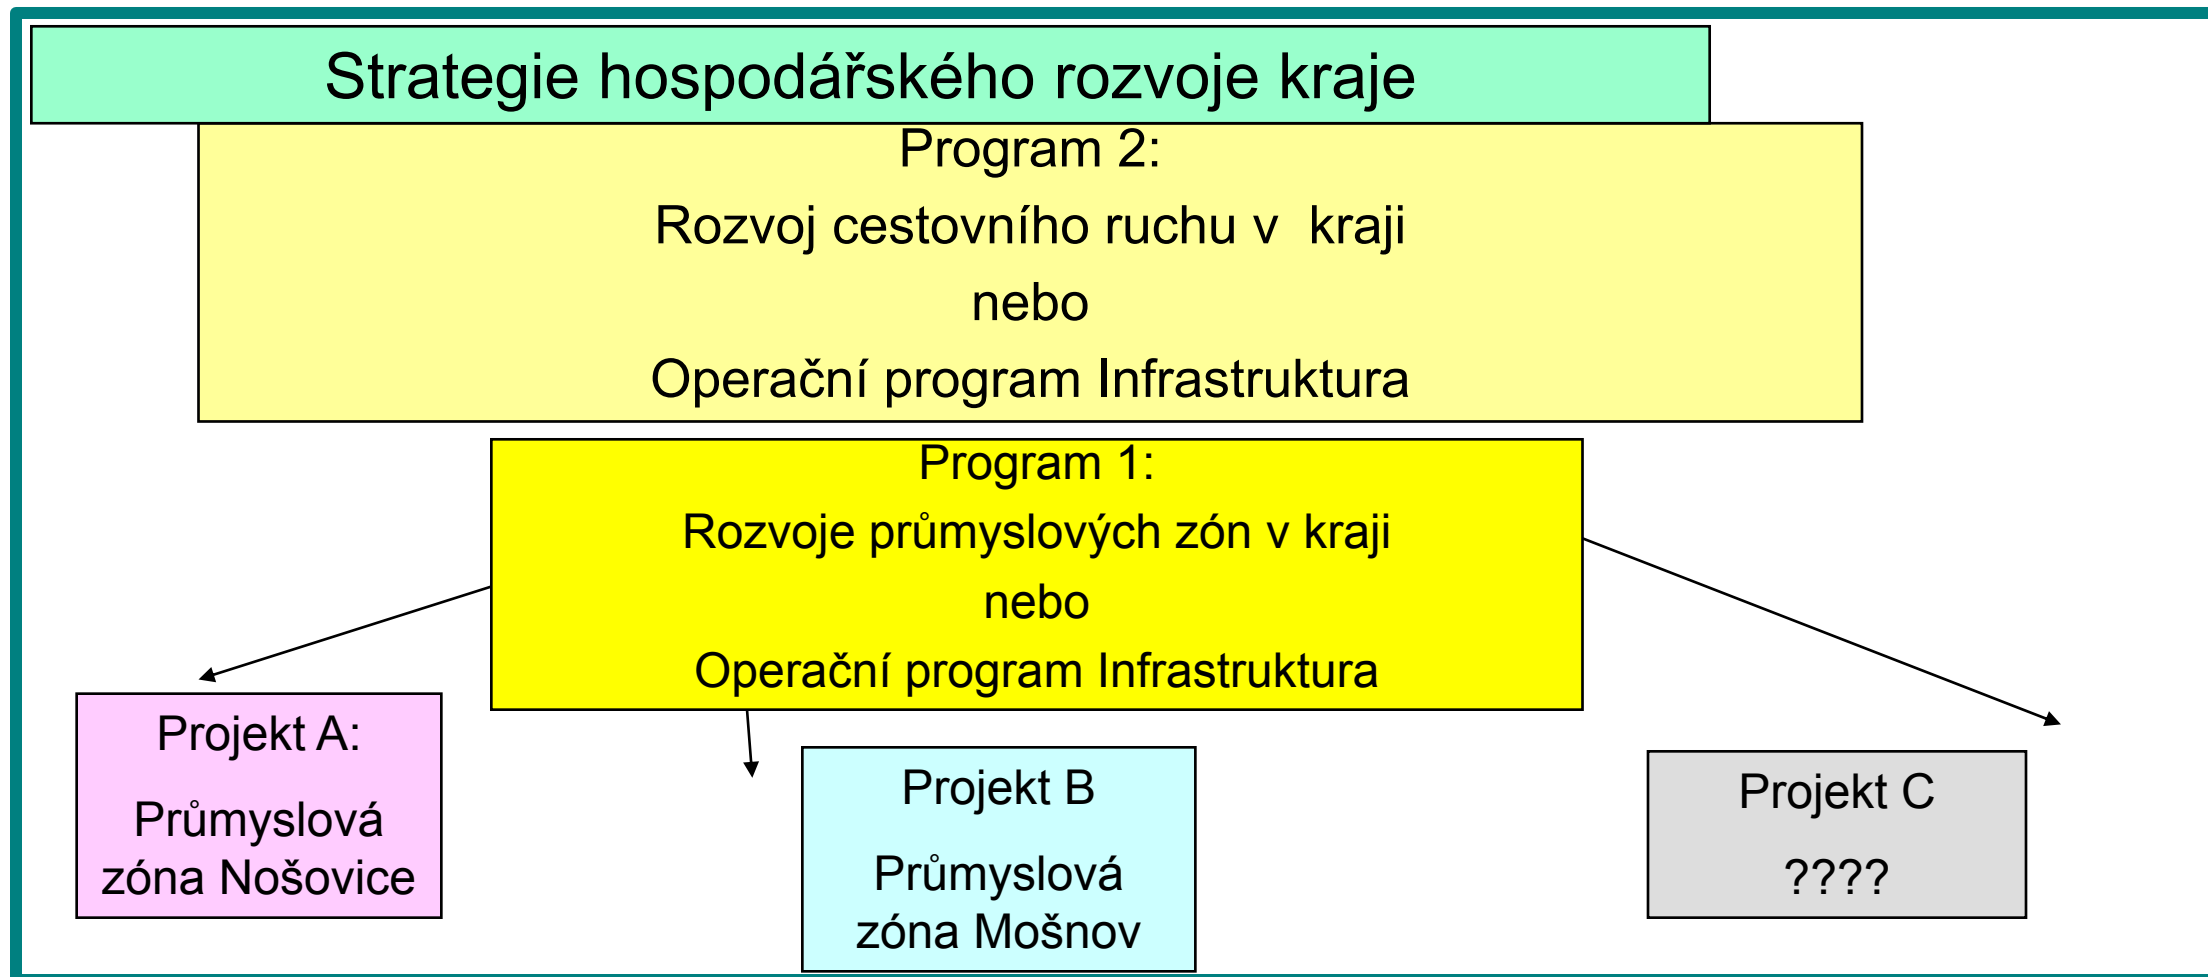 Strategie hospodářského rozvoje kraje
Program 2:
Rozvoj cestovního ruchu v  kraji
nebo
Operační program Infrastruktura
Program 1:
Rozvoje průmyslových zón v kraji
nebo
Operační program Infrastruktura
Projekt A:
Průmyslová
zóna Nošovice
Projekt B
Průmyslová
zóna Mošnov
Projekt C
????